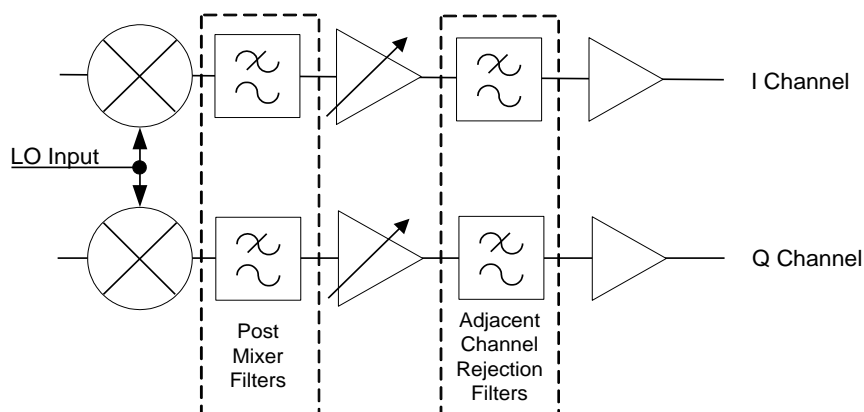 I Channel
LO Input
Q Channel
Post
Mixer
Filters
Adjacent
Channel
Rejection
Filters